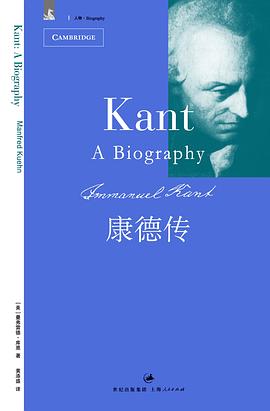 Kant: A Biography
Manfred Kuehn
[美] 曼弗雷德·库恩 著
黄添盛 译
人物·Biography
CAMBRIDGE
Kant
A Biography
Immanuel Kant
康德传
世纪出版集团 上海人民出版社